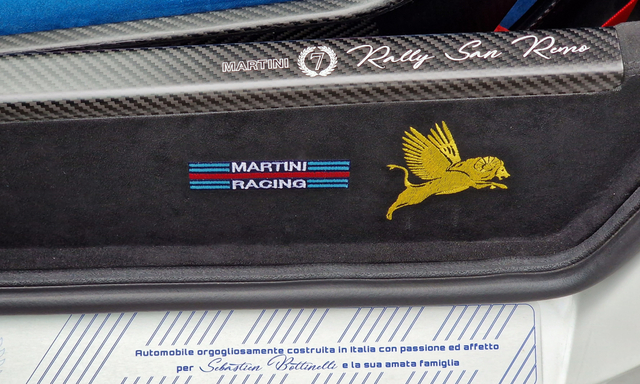 MARTINI 7 Rally San Remo
MARTINI
RACING
Automobile orgogliosamente costruita in Italia con passione ed affetto
per Sébastien Bottinelli e la sua amata famiglia